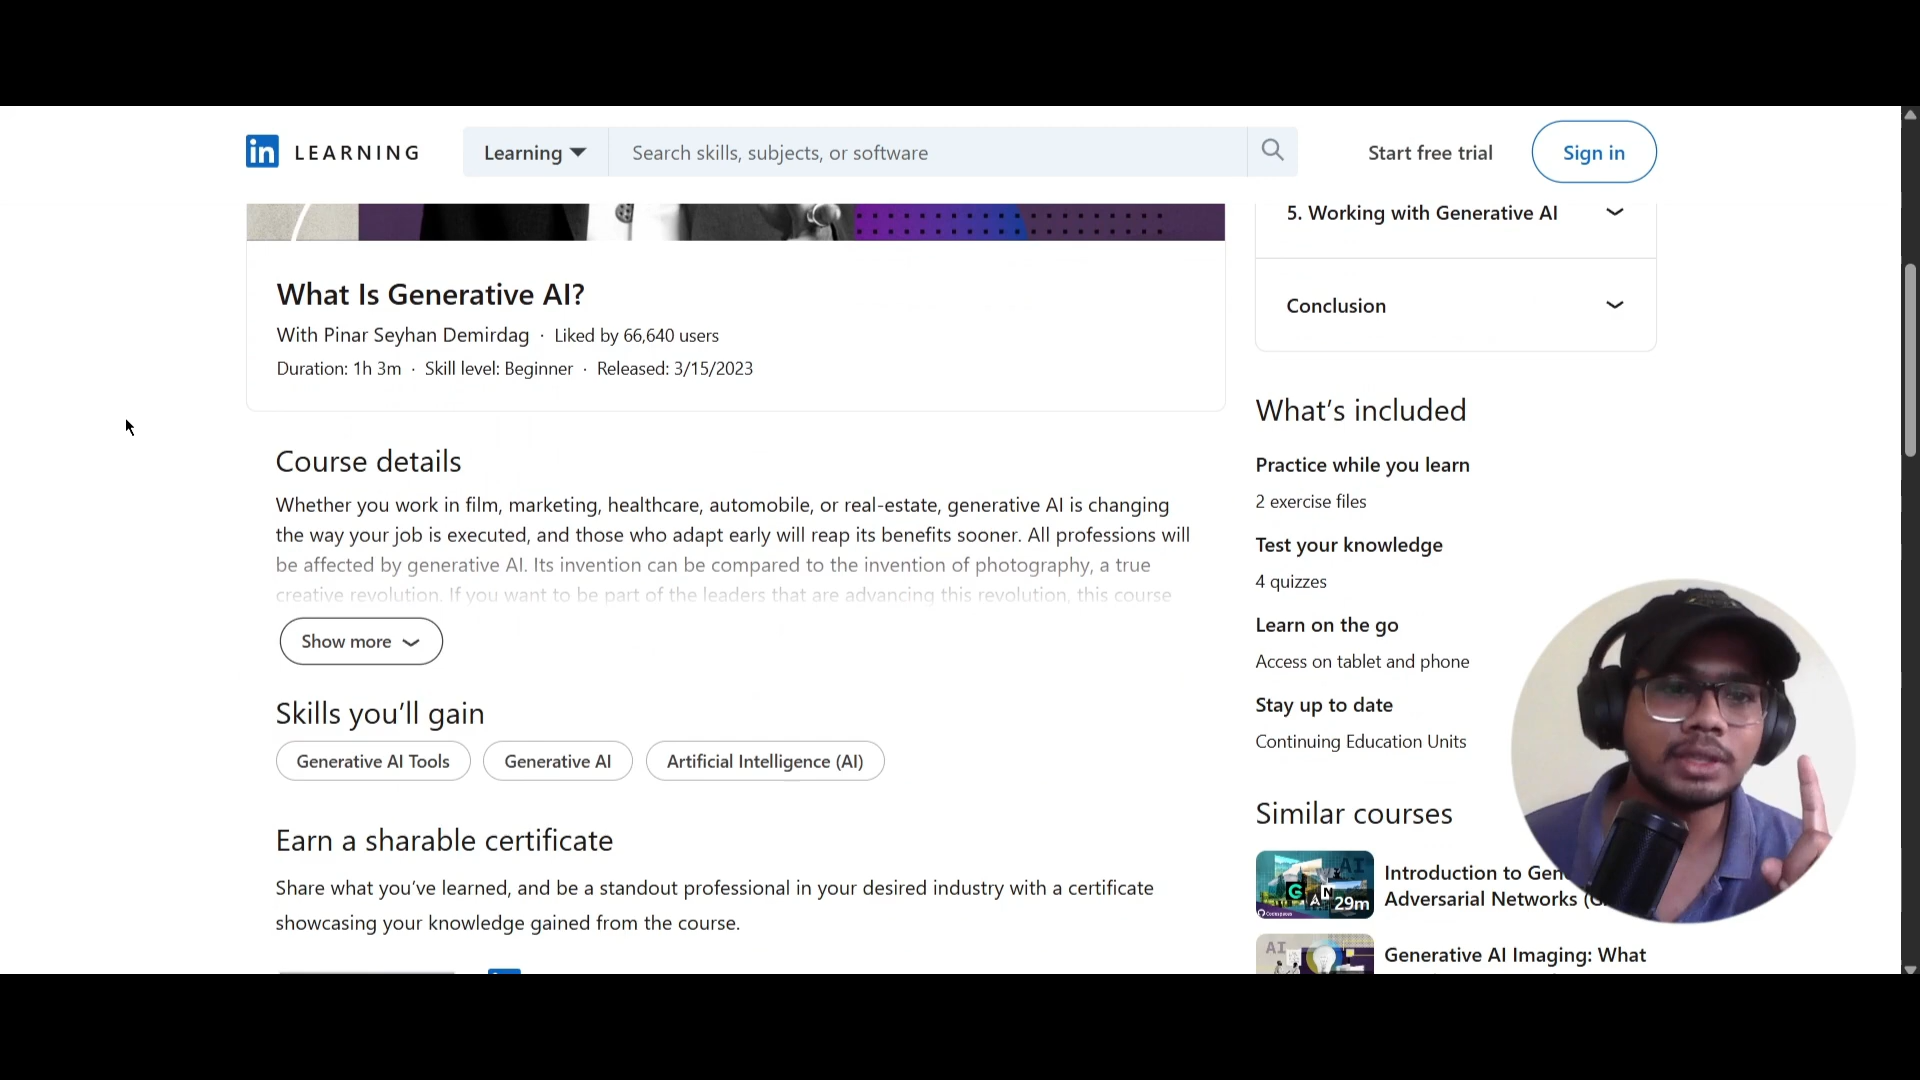 in LEARNING
Learning
Search skills, subjects, or software
Start free trial
Sign in
What Is Generative AI?
With Pinar Seyhan Demirdag · Liked by 66,640 users
Duration: 1h 3m · Skill level: Beginner · Released: 3/15/2023
Course details
Whether you work in film, marketing, healthcare, automobile, or real-estate, generative AI is changing
the way your job is executed, and those who adapt early will reap its benefits sooner. All professions will
be affected by generative AI. Its invention can be compared to the invention of photography, a true
creative revolution. If you want to be part of the leaders that are advancing this revolution, this course
Show more
Skills you’ll gain
Generative AI Tools
Generative AI
Artificial Intelligence (AI)
Earn a sharable certificate
Share what you’ve learned, and be a standout professional in your desired industry with a certificate
showcasing your knowledge gained from the course.
5. Working with Generative AI
Conclusion
What’s included
Practice while you learn
2 exercise files
Test your knowledge
4 quizzes
Learn on the go
Access on tablet and phone
Stay up to date
Continuing Education Units
Similar courses
AI
G A N
29m
Introduction to
Adversarial Networks
AI
Generative AI Imaging: What